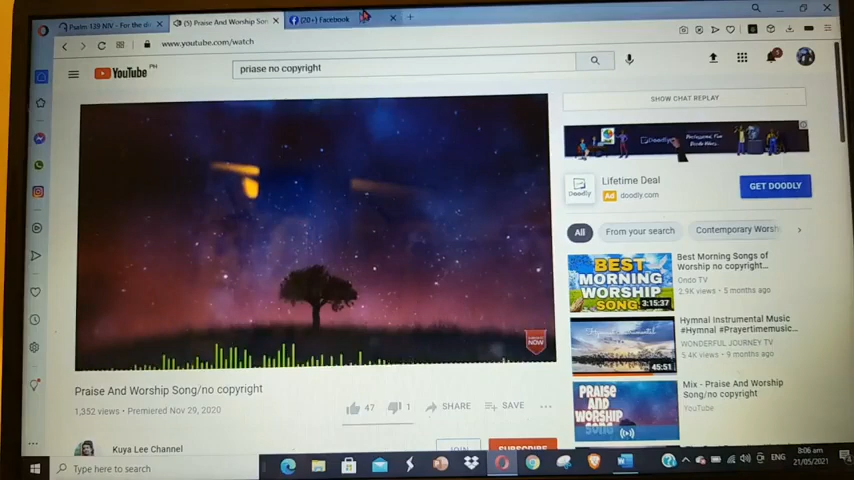 Psalm 139 NIV - For the di
(5) Praise And Worship Son
(20+) Facebook
www.youtube.com/watch
YouTube PH
priase no copyright
5
SHOW CHAT REPLAY
Doodly
Lifetime Deal
Ad doodly.com
GET DOODLY
All
From your search
Contemporary Worsh
BEST MORNING WORSHIP SONG
3:15:37
Best Morning Songs of
Worship no copyright...
Ondo TV
2.9K views • 5 months ago
45:51
Hymnal Instrumental Music
#Hymnal #Prayertimemusic...
WONDERFUL JOURNEY TV
5.4K views • 9 months ago
PRAISE AND WORSHIP SONG
Mix - Praise And Worship
Song/no copyright
YouTube
NOW
Praise And Worship Song/no copyright
1,352 views • Premiered Nov 29, 2020
47
1
SHARE
SAVE
Kuya Lee Channel
JOIN
SUBSCRIBE
Type here to search
ENG
8:06 am
21/05/2021